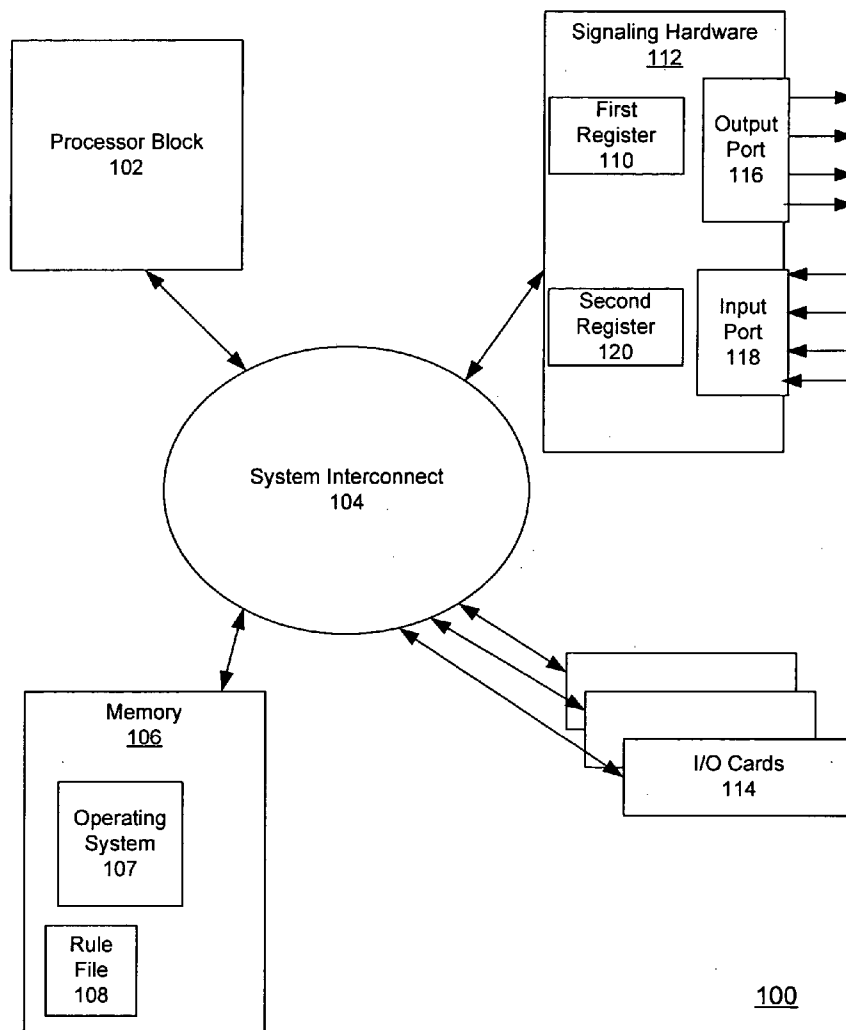 Processor Block
102
Signaling Hardware
112
First
Register
110
Output
Port
116
Second
Register
120
Input
Port
118
System Interconnect
104
Memory
106
Operating
System
107
Rule
File
108
I/O Cards
114
100